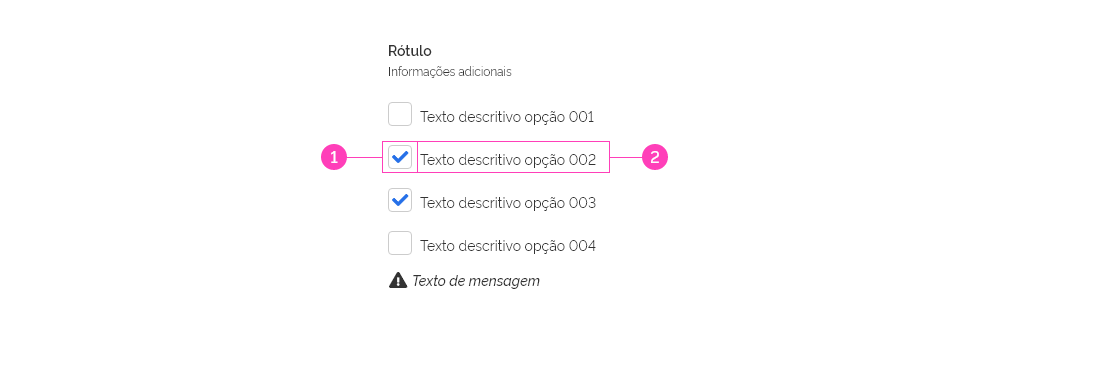 Rótulo
Informações adicionais
Texto descritivo opção 001
1 Texto descritivo opção 002 2
Texto descritivo opção 003
Texto descritivo opção 004
Texto de mensagem